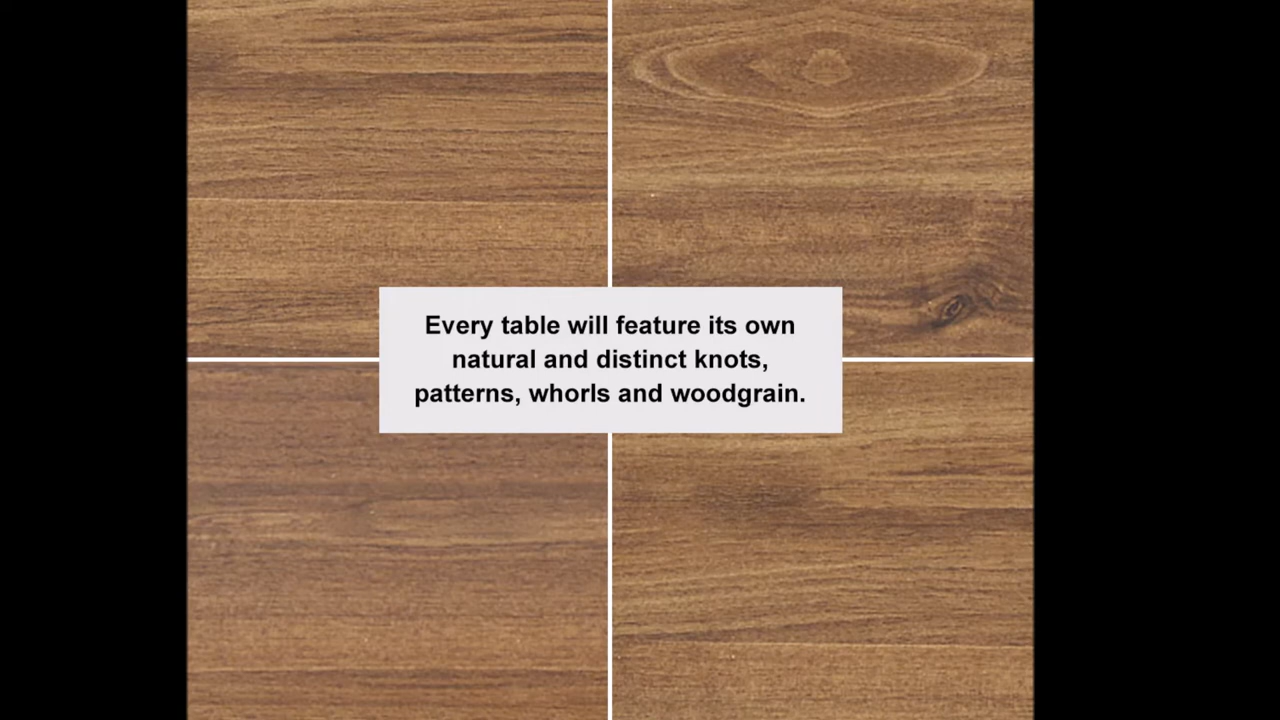 Every table will feature its own
natural and distinct knots,
patterns, whorls and woodgrain.